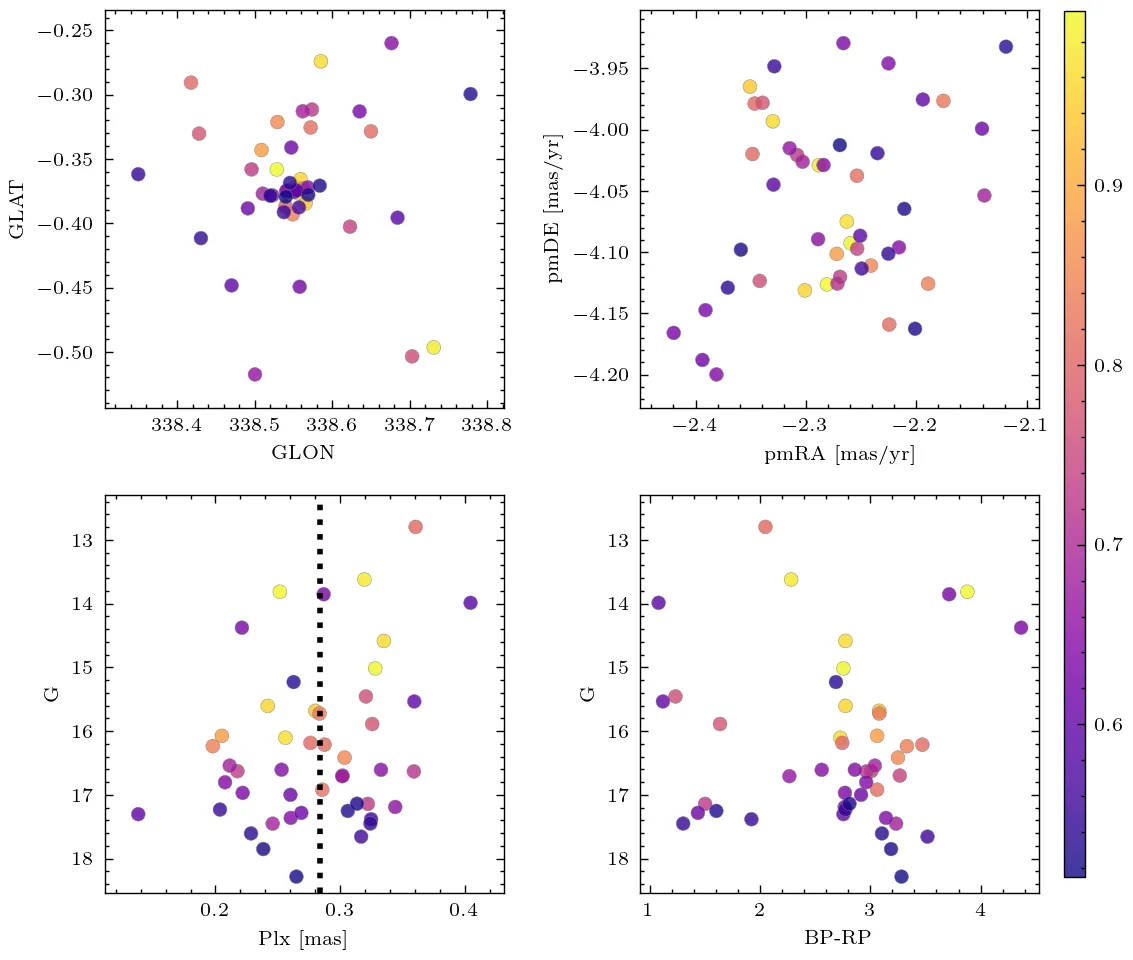 −0.25
−0.30
−0.35
−0.40
−0.45
−0.50
GLAT
338.4 338.5 338.6 338.7 338.8
GLON
−3.95
−4.00
−4.05
−4.10
−4.15
−4.20
pmDE [mas/yr]
−2.4 −2.3 −2.2 −2.1
pmRA [mas/yr]
0.9
0.8
0.7
0.6
13
14
15
16
17
18
G
0.2 0.3 0.4
Plx [mas]
13
14
15
16
17
18
G
1 2 3 4
BP-RP